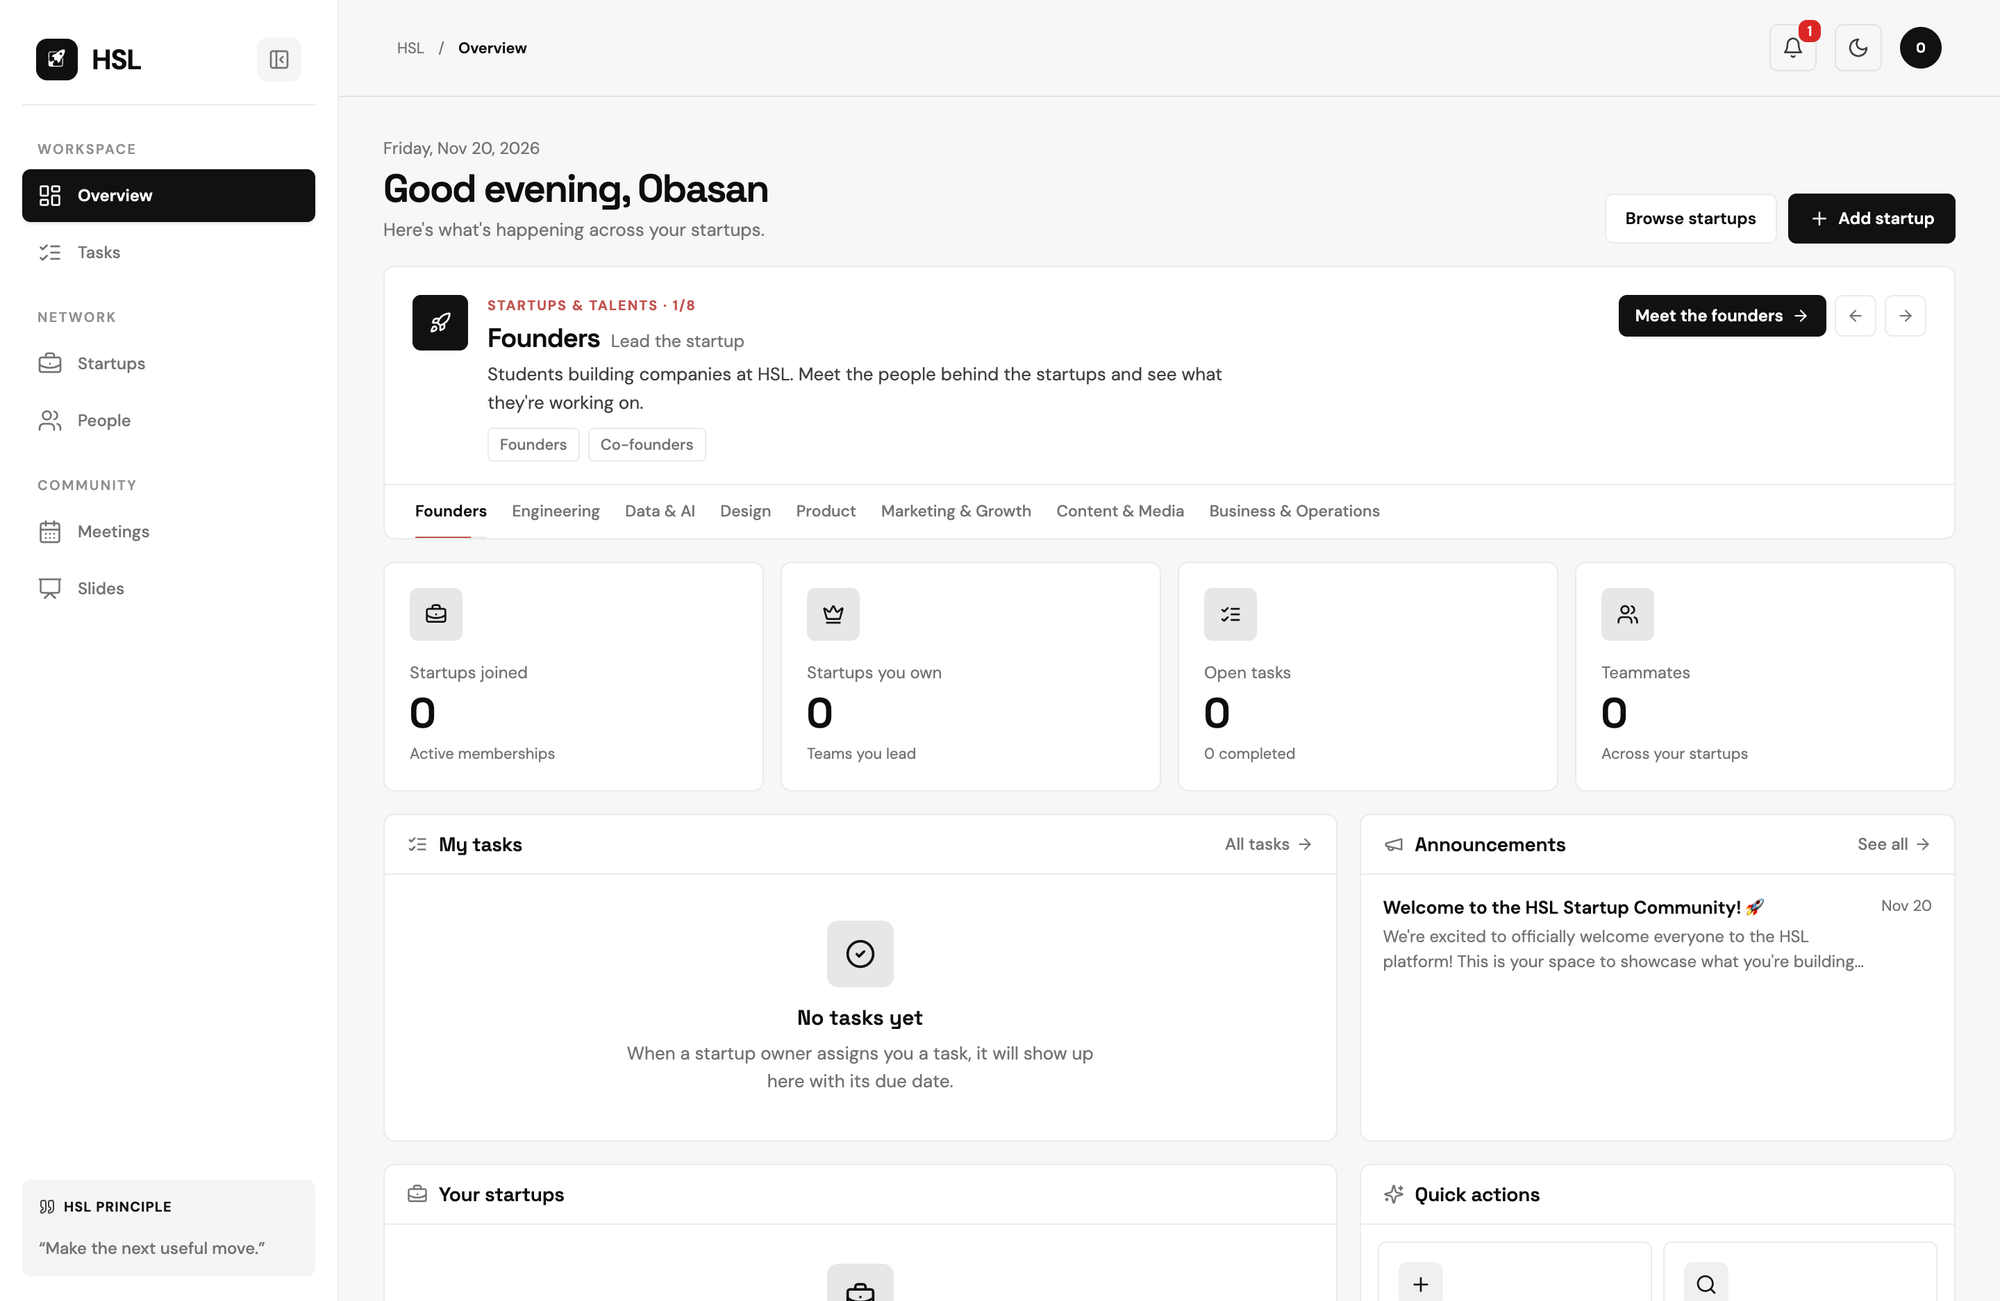 HSL
WORKSPACE
Overview
Tasks
NETWORK
Startups
People
COMMUNITY
Meetings
Slides
HSL PRINCIPLE
“Make the next useful move.”
HSL / Overview
1
O
Friday, Nov 20, 2026
Good evening, Obasan
Here's what's happening across your startups.
Browse startups
Add startup
STARTUPS & TALENTS · 1/8
Founders Lead the startup
Students building companies at HSL. Meet the people behind the startups and see what
they're working on.
Founders Co-founders
Meet the founders
Founders Engineering Data & AI Design Product Marketing & Growth Content & Media Business & Operations
Startups joined
0
Active memberships
Startups you own
0
Teams you lead
Open tasks
0
0 completed
Teammates
0
Across your startups
My tasks
All tasks
No tasks yet
When a startup owner assigns you a task, it will show up
here with its due date.
Announcements
See all
Welcome to the HSL Startup Community! 🚀
Nov 20
We're excited to officially welcome everyone to the HSL
platform! This is your space to showcase what you're building…
Your startups
Quick actions